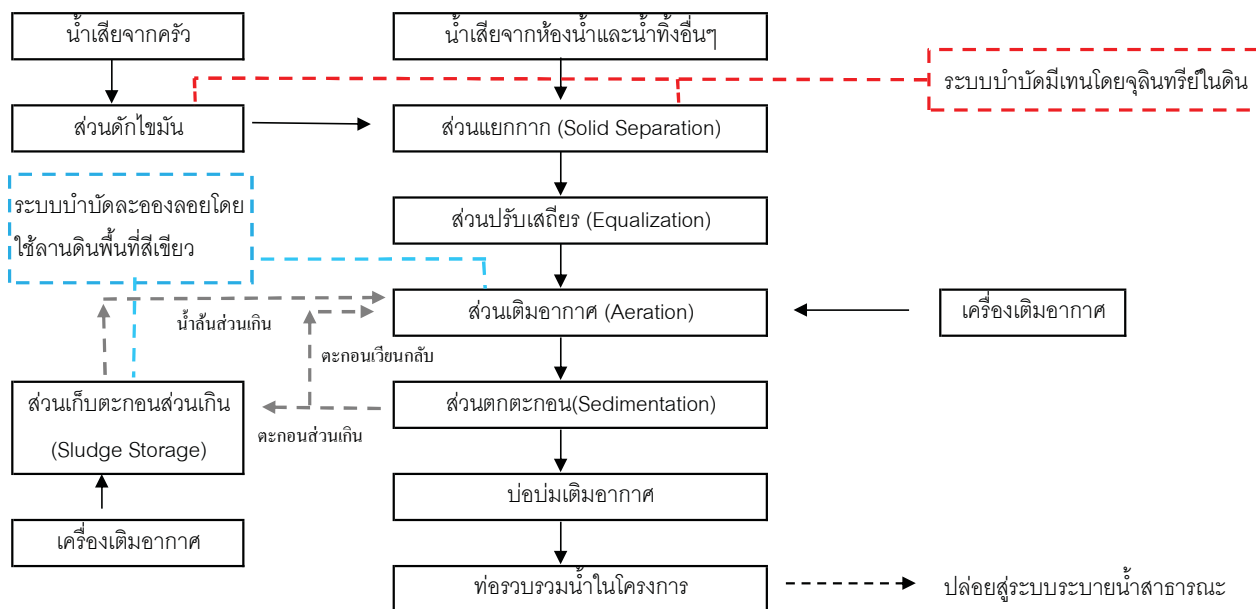 น้ำเสียจากครัว
น้ำเสียจากห้องน้ำและน้ำทิ้งอื่นๆ
ระบบบำบัดมีเทนโดยจุลินทรีย์ในดิน
ส่วนดักไขมัน
ส่วนแยกกาก (Solid Separation)
ระบบบำบัดละอองลอยโดย
ใช้ลานดินพื้นที่สีเขียว
ส่วนปรับเสถียร (Equalization)
ส่วนเติมอากาศ (Aeration)
เครื่องเติมอากาศ
น้ำล้นส่วนเกิน
ตะกอนเวียนกลับ
ส่วนเก็บตะกอนส่วนเกิน
(Sludge Storage)
ส่วนตกตะกอน(Sedimentation)
ตะกอนส่วนเกิน
บ่อบ่มเติมอากาศ
เครื่องเติมอากาศ
ท่อรวบรวมน้ำในโครงการ
ปล่อยสู่ระบบระบายน้ำสาธารณะ